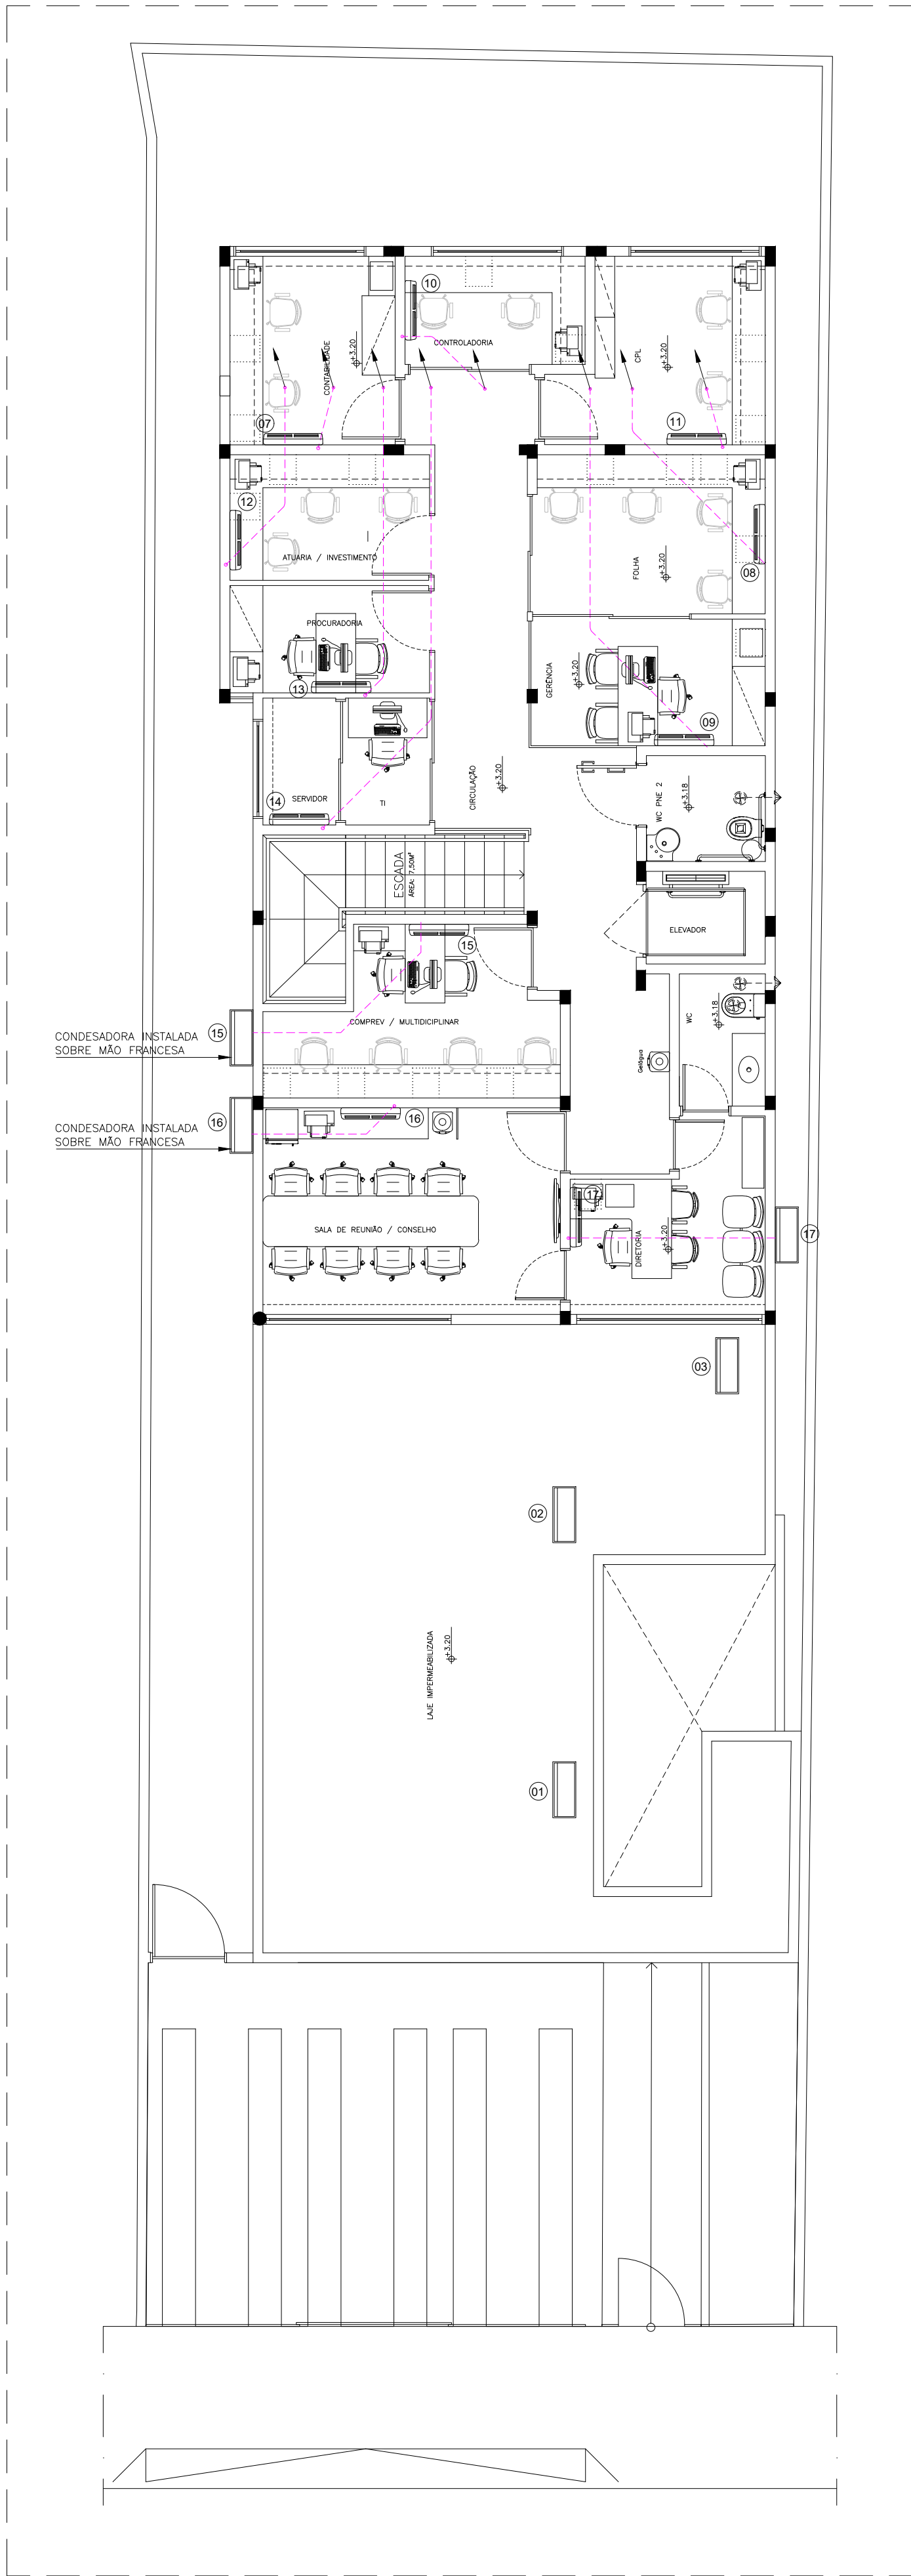 10
CONTROLADORIA
CONTABILIDADE
+3.20
CPL
+3.20
07
11
12
ATUARIA / INVESTIMENTO
FOLHA
+3.20
08
PROCURADORIA
13
GERÊNCIA
+3.20
09
SERVIDOR
14
TI
CIRCULAÇÃO
+3.20
WC PNE 2
+3.18
ESCADA
ÁREA: 7,50M²
ELEVADOR
15
COMPREV / MULTIDICIPLINAR
WC
+3.18
Gelágua
CONDESADORA INSTALADA
SOBRE MÃO FRANCESA
15
CONDESADORA INSTALADA
SOBRE MÃO FRANCESA
16
16
SALA DE REUNIÃO / CONSELHO
17
DIRETORIA
+3.20
17
03
02
LAJE IMPERMEABILIZADA
+3.20
01